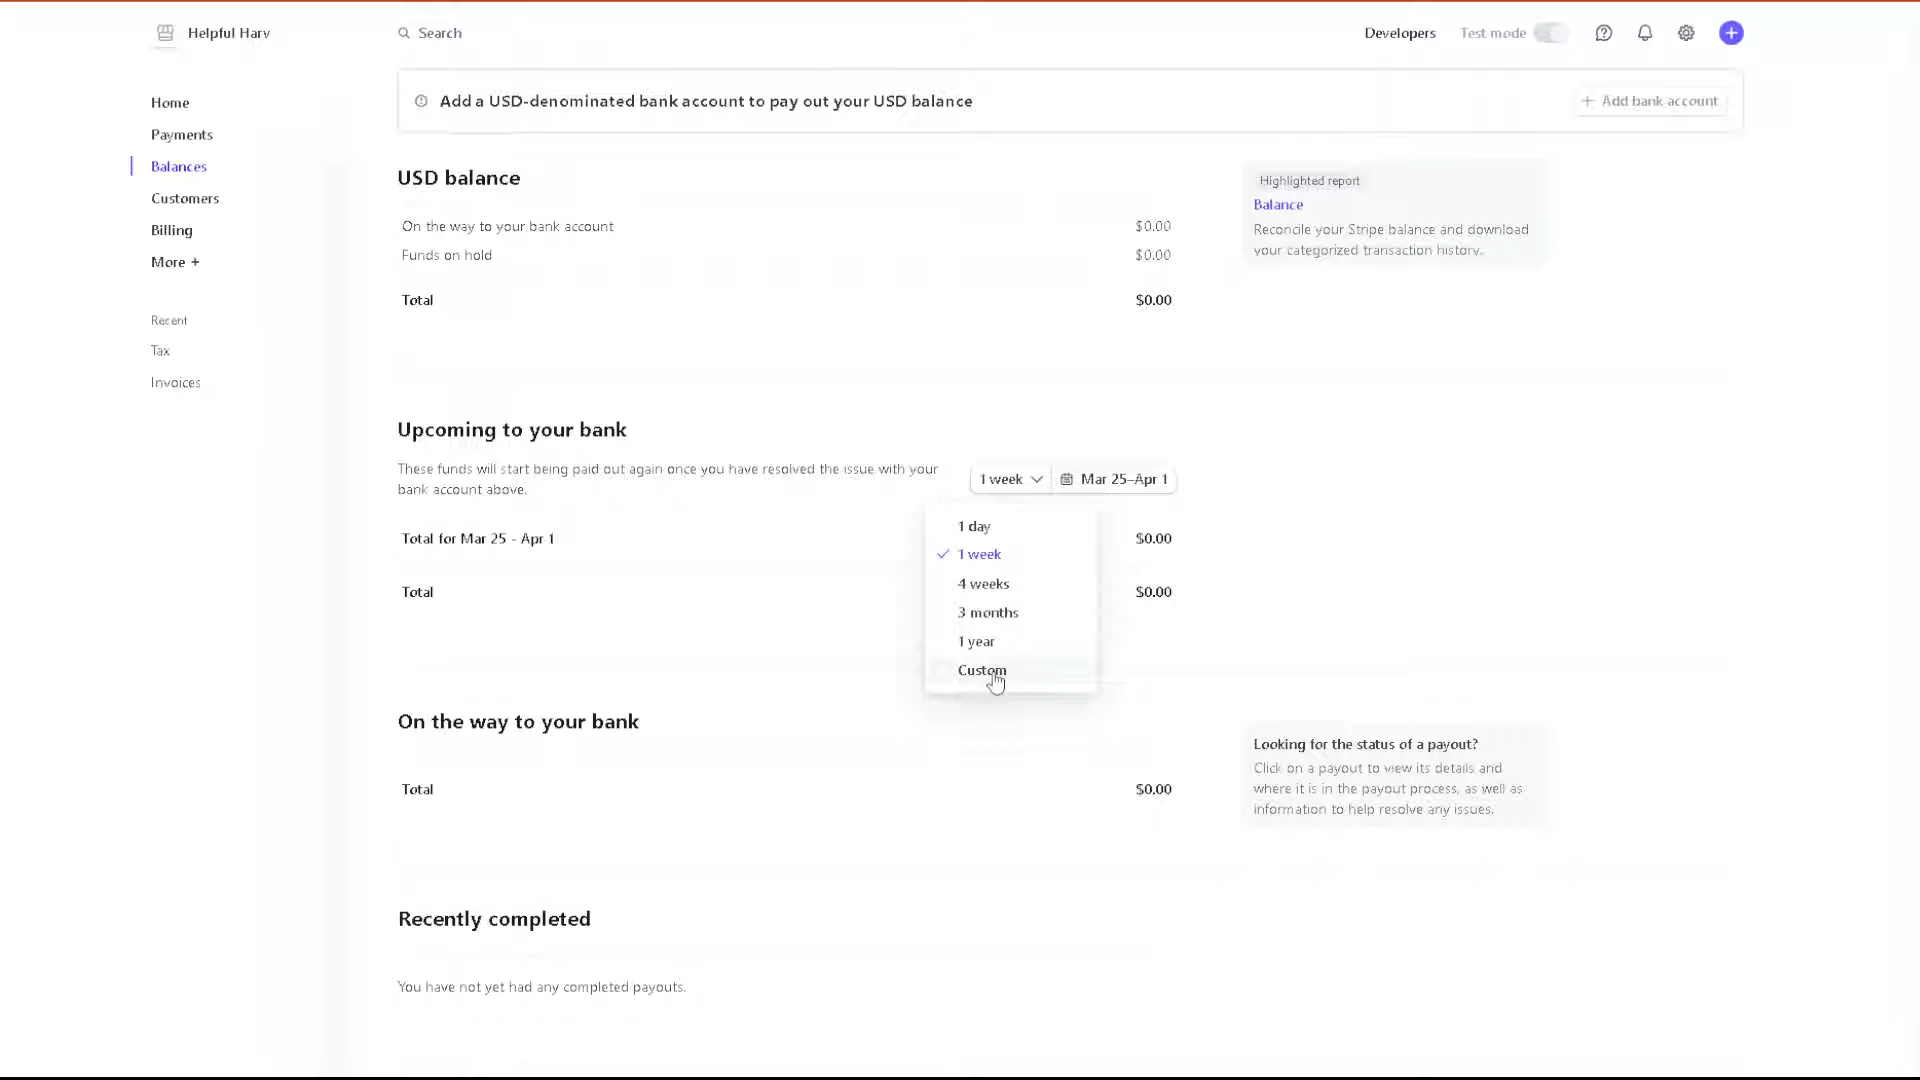 Helpful Harv
Search
Developers
Test mode
Home
Payments
Balances
Customers
Billing
More +
Recent
Tax
Invoices
Add a USD-denominated bank account to pay out your USD balance
+ Add bank account
USD balance
On the way to your bank account $0.00
Funds on hold $0.00
Total $0.00
Highlighted report
Balance
Reconcile your Stripe balance and download
your categorized transaction history.
Upcoming to your bank
These funds will start being paid out again once you have resolved the issue with your
bank account above.
1 week
Mar 25–Apr 1
1 day
1 week
4 weeks
3 months
1 year
Custom
Total for Mar 25 - Apr 1 $0.00
Total $0.00
On the way to your bank
Total $0.00
Looking for the status of a payout?
Click on a payout to view its details and
where it is in the payout process, as well as
information to help resolve any issues.
Recently completed
You have not yet had any completed payouts.